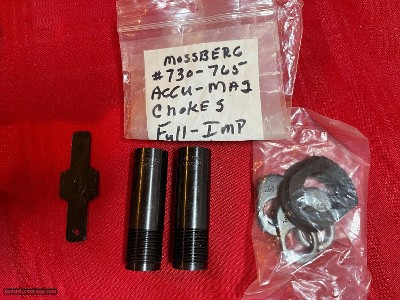 MOSSBERG
#730-765
ACCU-MAG
CHOKES
Full-Imp